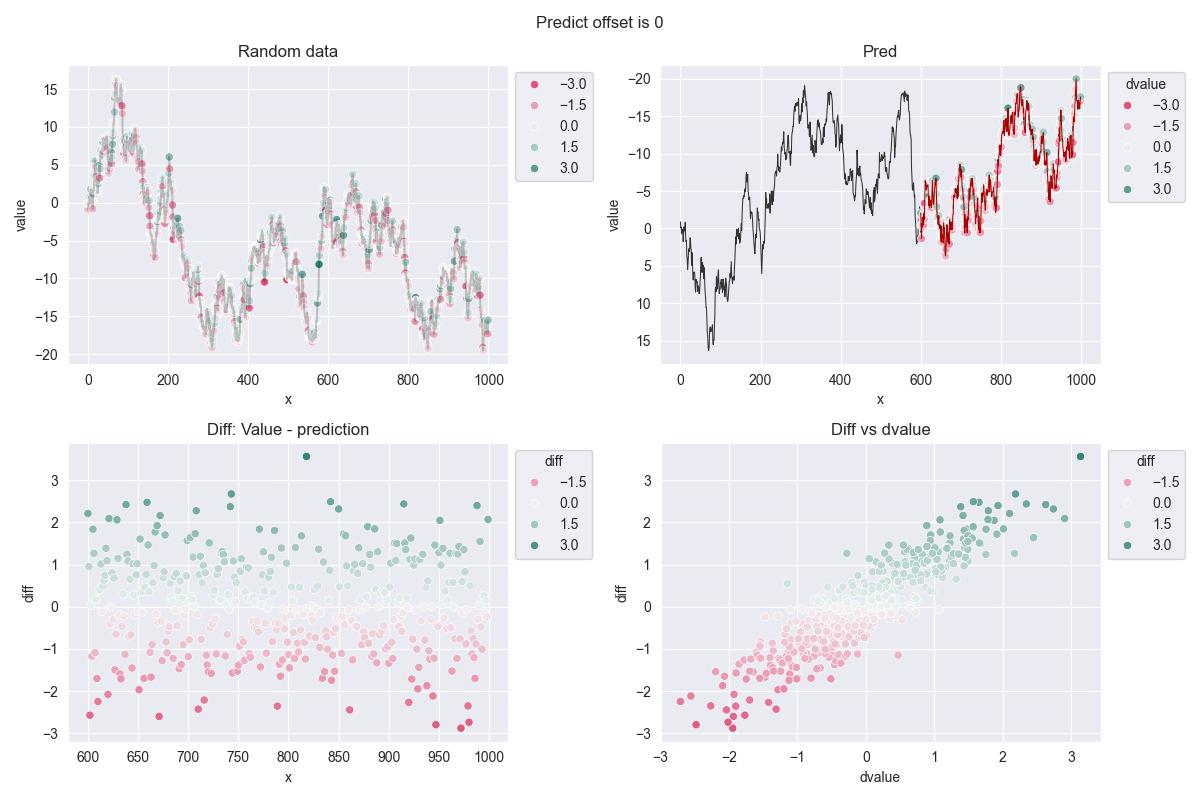 Predict offset is 0
Random data
value
15
10
5
0
−5
−10
−15
−20
0 200 400 600 800 1000
x
−3.0
−1.5
0.0
1.5
3.0
Pred
value
−20
−15
−10
−5
0
5
10
15
0 200 400 600 800 1000
x
dvalue
−3.0
−1.5
0.0
1.5
3.0
Diff: Value - prediction
diff
3
2
1
0
−1
−2
−3
600 650 700 750 800 850 900 950 1000
x
diff
−1.5
0.0
1.5
3.0
Diff vs dvalue
diff
3
2
1
0
−1
−2
−3
−3 −2 −1 0 1 2 3
dvalue
diff
−1.5
0.0
1.5
3.0